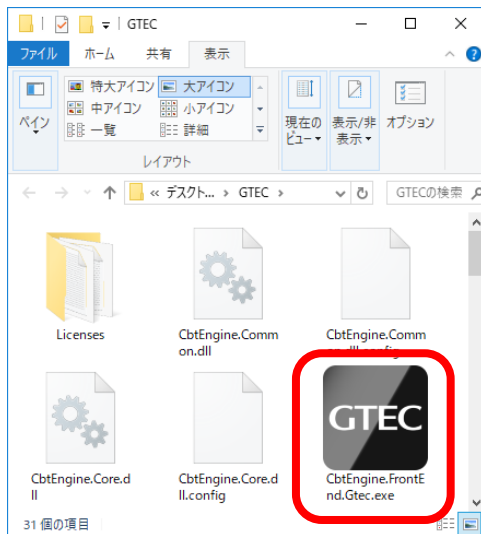 GTEC
ファイル ホーム 共有 表示
特大アイコン 大アイコン
中アイコン 小アイコン
一覧 詳細
ペイン
現在の
ビュー
表示/非
表示
オプション
レイアウト
« デスクト... › GTEC ›
GTECの検索
Licenses
CbtEngine.Comm
on.dll
CbtEngine.Comm
on.dll.config
CbtEngine.Core.d
ll
CbtEngine.Core.d
ll.config
GTEC
CbtEngine.FrontE
nd.Gtec.exe
31 個の項目